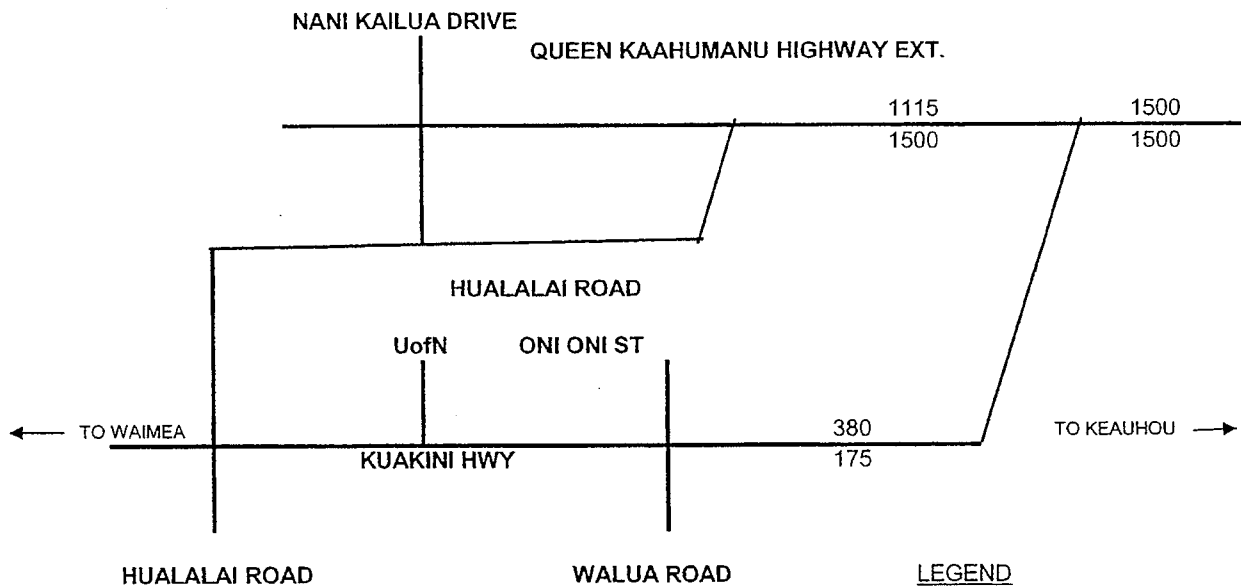 NANI KAILUA DRIVE
QUEEN KAAHUMANU HIGHWAY EXT.
1115
1500
1500
1500
HUALALAI ROAD
UofN
ONI ONI ST
TO WAIMEA
380
TO KEAUHOU
KUAKINI HWY
175
HUALALAI ROAD
WALUA ROAD
LEGEND